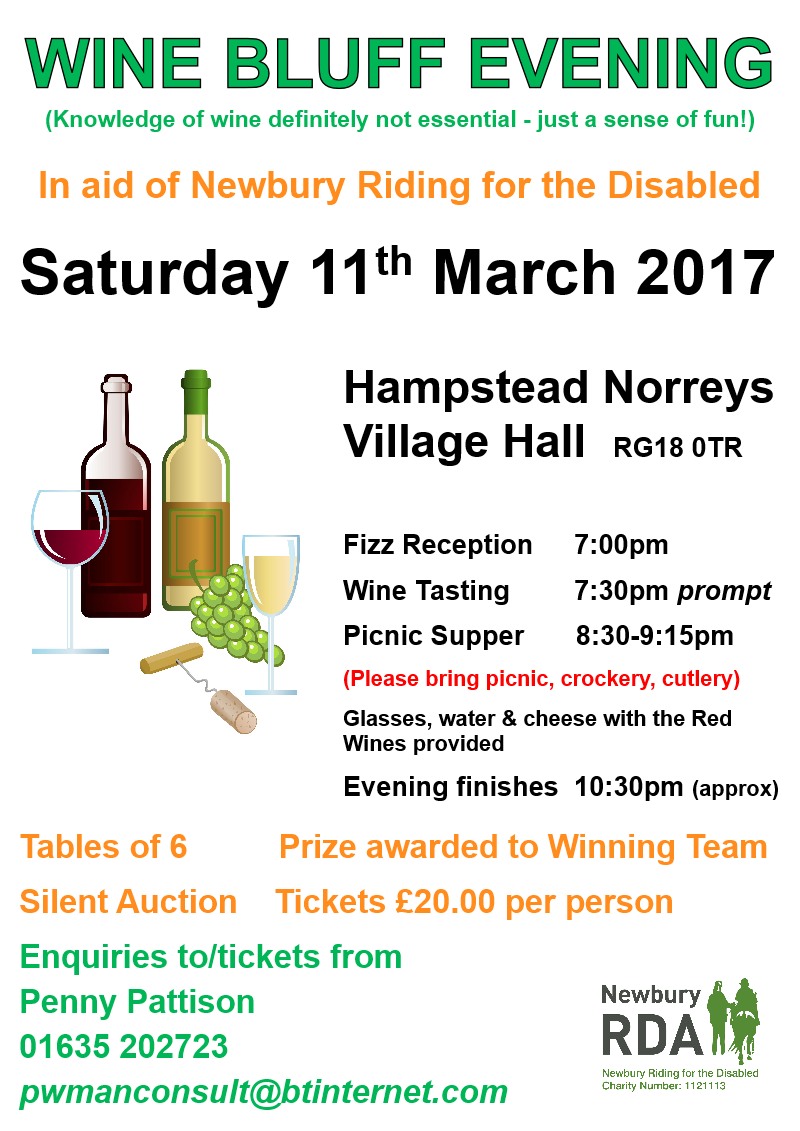 WINE BLUFF EVENING
(Knowledge of wine definitely not essential - just a sense of fun!)
In aid of Newbury Riding for the Disabled
Saturday 11th March 2017
Hampstead Norreys
Village Hall RG18 0TR
Fizz Reception 7:00pm
Wine Tasting 7:30pm prompt
Picnic Supper 8:30-9:15pm
(Please bring picnic, crockery, cutlery)
Glasses, water & cheese with the Red
Wines provided
Evening finishes 10:30pm (approx)
Tables of 6 Prize awarded to Winning Team
Silent Auction Tickets £20.00 per person
Enquiries to/tickets from
Penny Pattison
01635 202723
pwmanconsult@btinternet.com
Newbury
RDA
Newbury Riding for the Disabled
Charity Number: 1121113